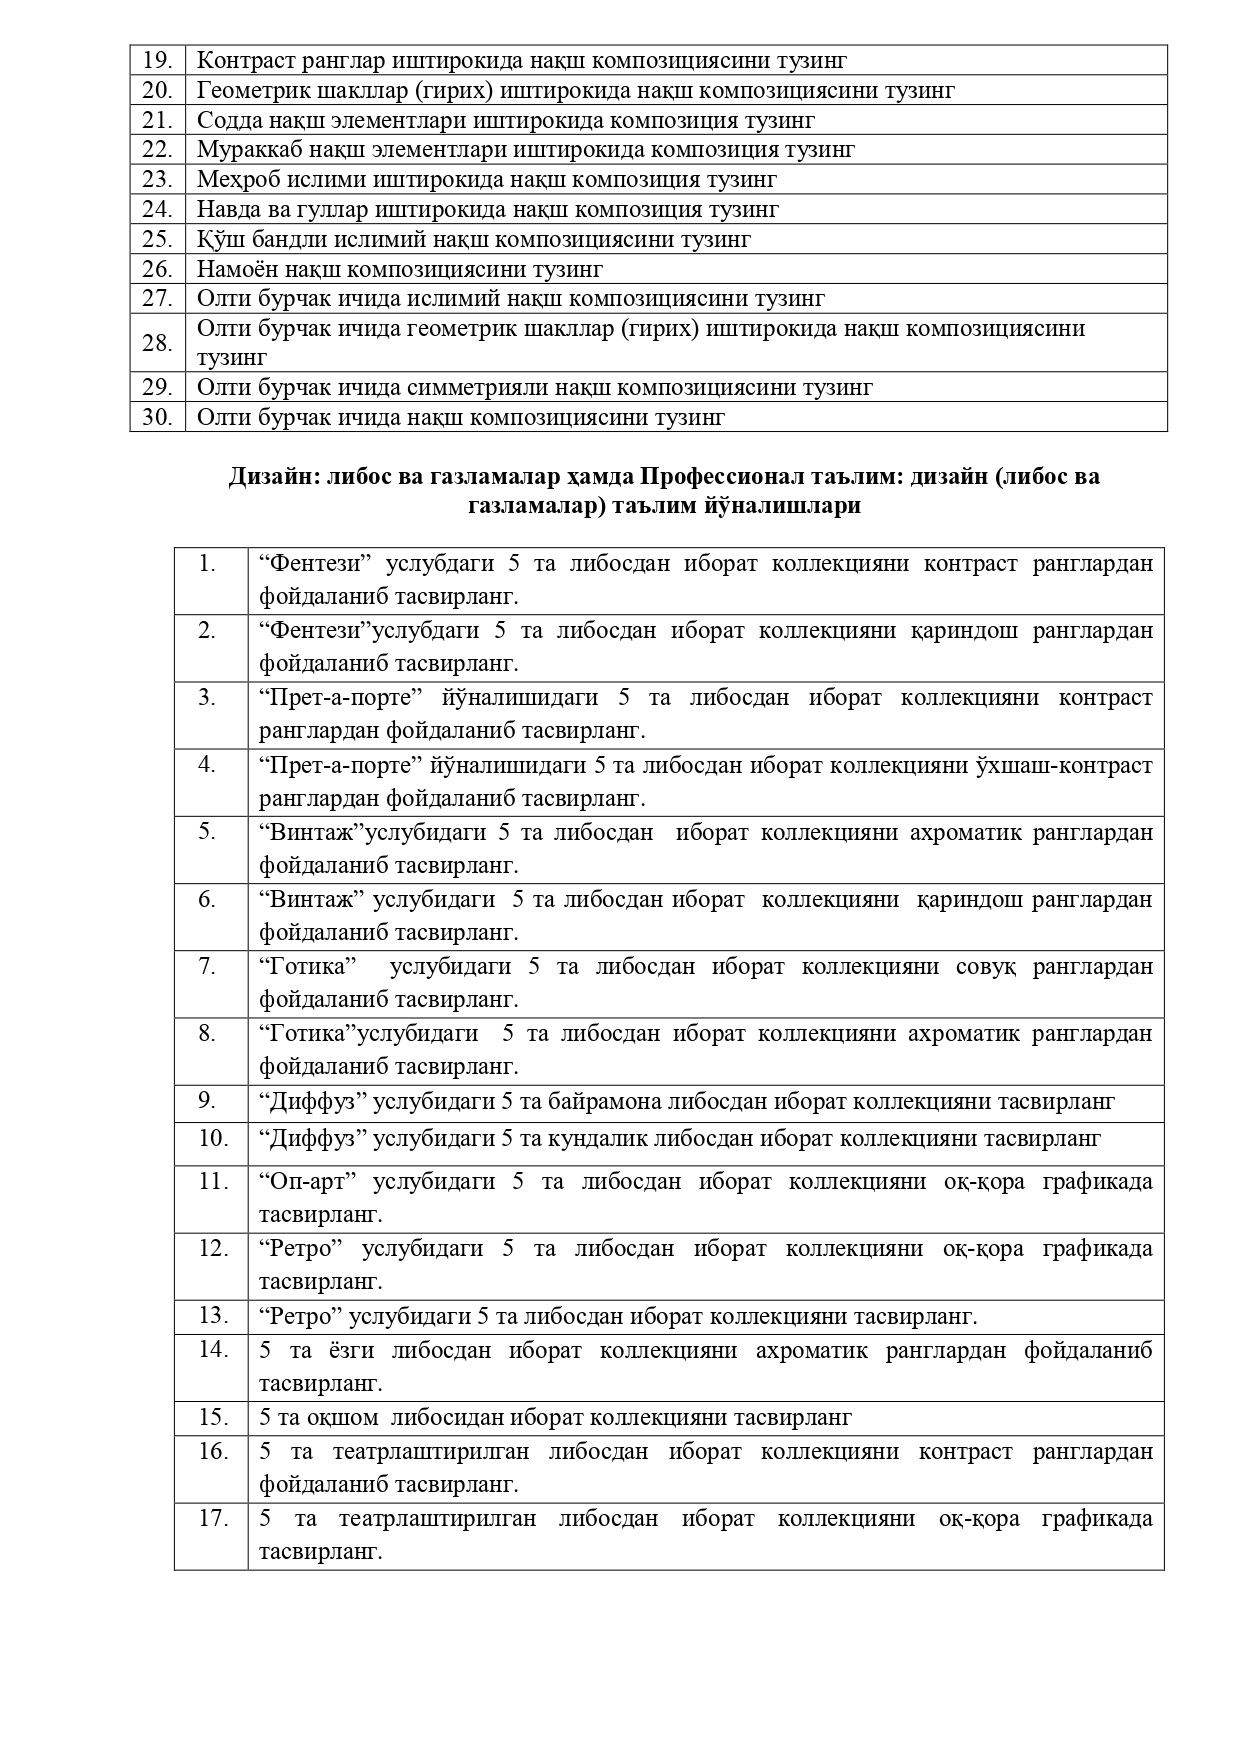 19. Контраст ранглар иштирокида нақш композициясини тузинг
20. Геометрик шакллар (гирих) иштирокида нақш композициясини тузинг
21. Содда нақш элементлари иштирокида композиция тузинг
22. Мураккаб нақш элементлари иштирокида композиция тузинг
23. Меҳроб ислими иштирокида нақш композиция тузинг
24. Навда ва гуллар иштирокида нақш композиция тузинг
25. Қўш бандли ислимий нақш композициясини тузинг
26. Намоён нақш композициясини тузинг
27. Олти бурчак ичида ислимий нақш композициясини тузинг
28. Олти бурчак ичида геометрик шакллар (гирих) иштирокида нақш композициясини
тузинг
29. Олти бурчак ичида симметрияли нақш композициясини тузинг
30. Олти бурчак ичида нақш композициясини тузинг
Дизайн: либос ва газламалар ҳамда Профессионал таълим: дизайн (либос ва
газламалар) таълим йўналишлари
1. “Фентези” услубдаги 5 та либосдан иборат коллекцияни контраст ранглардан
фойдаланиб тасвирланг.
2. “Фентези”услубдаги 5 та либосдан иборат коллекцияни қариндош ранглардан
фойдаланиб тасвирланг.
3. “Прет-а-порте” йўналишидаги 5 та либосдан иборат коллекцияни контраст
ранглардан фойдаланиб тасвирланг.
4. “Прет-а-порте” йўналишидаги 5 та либосдан иборат коллекцияни ўхшаш-контраст
ранглардан фойдаланиб тасвирланг.
5. “Винтаж”услубидаги 5 та либосдан иборат коллекцияни ахроматик ранглардан
фойдаланиб тасвирланг.
6. “Винтаж” услубидаги 5 та либосдан иборат коллекцияни қариндош ранглардан
фойдаланиб тасвирланг.
7. “Готика” услубидаги 5 та либосдан иборат коллекцияни совуқ ранглардан
фойдаланиб тасвирланг.
8. “Готика”услубидаги 5 та либосдан иборат коллекцияни ахроматик ранглардан
фойдаланиб тасвирланг.
9. “Диффуз” услубидаги 5 та байрамона либосдан иборат коллекцияни тасвирланг
10. “Диффуз” услубидаги 5 та кундалик либосдан иборат коллекцияни тасвирланг
11. “Оп-арт” услубидаги 5 та либосдан иборат коллекцияни оқ-қора графикада
тасвирланг.
12. “Ретро” услубидаги 5 та либосдан иборат коллекцияни оқ-қора графикада
тасвирланг.
13. “Ретро” услубидаги 5 та либосдан иборат коллекцияни тасвирланг.
14. 5 та ёзги либосдан иборат коллекцияни ахроматик ранглардан фойдаланиб
тасвирланг.
15. 5 та оқшом либосидан иборат коллекцияни тасвирланг
16. 5 та театрлаштирилган либосдан иборат коллекцияни контраст ранглардан
фойдаланиб тасвирланг.
17. 5 та театрлаштирилган либосдан иборат коллекцияни оқ-қора графикада
тасвирланг.